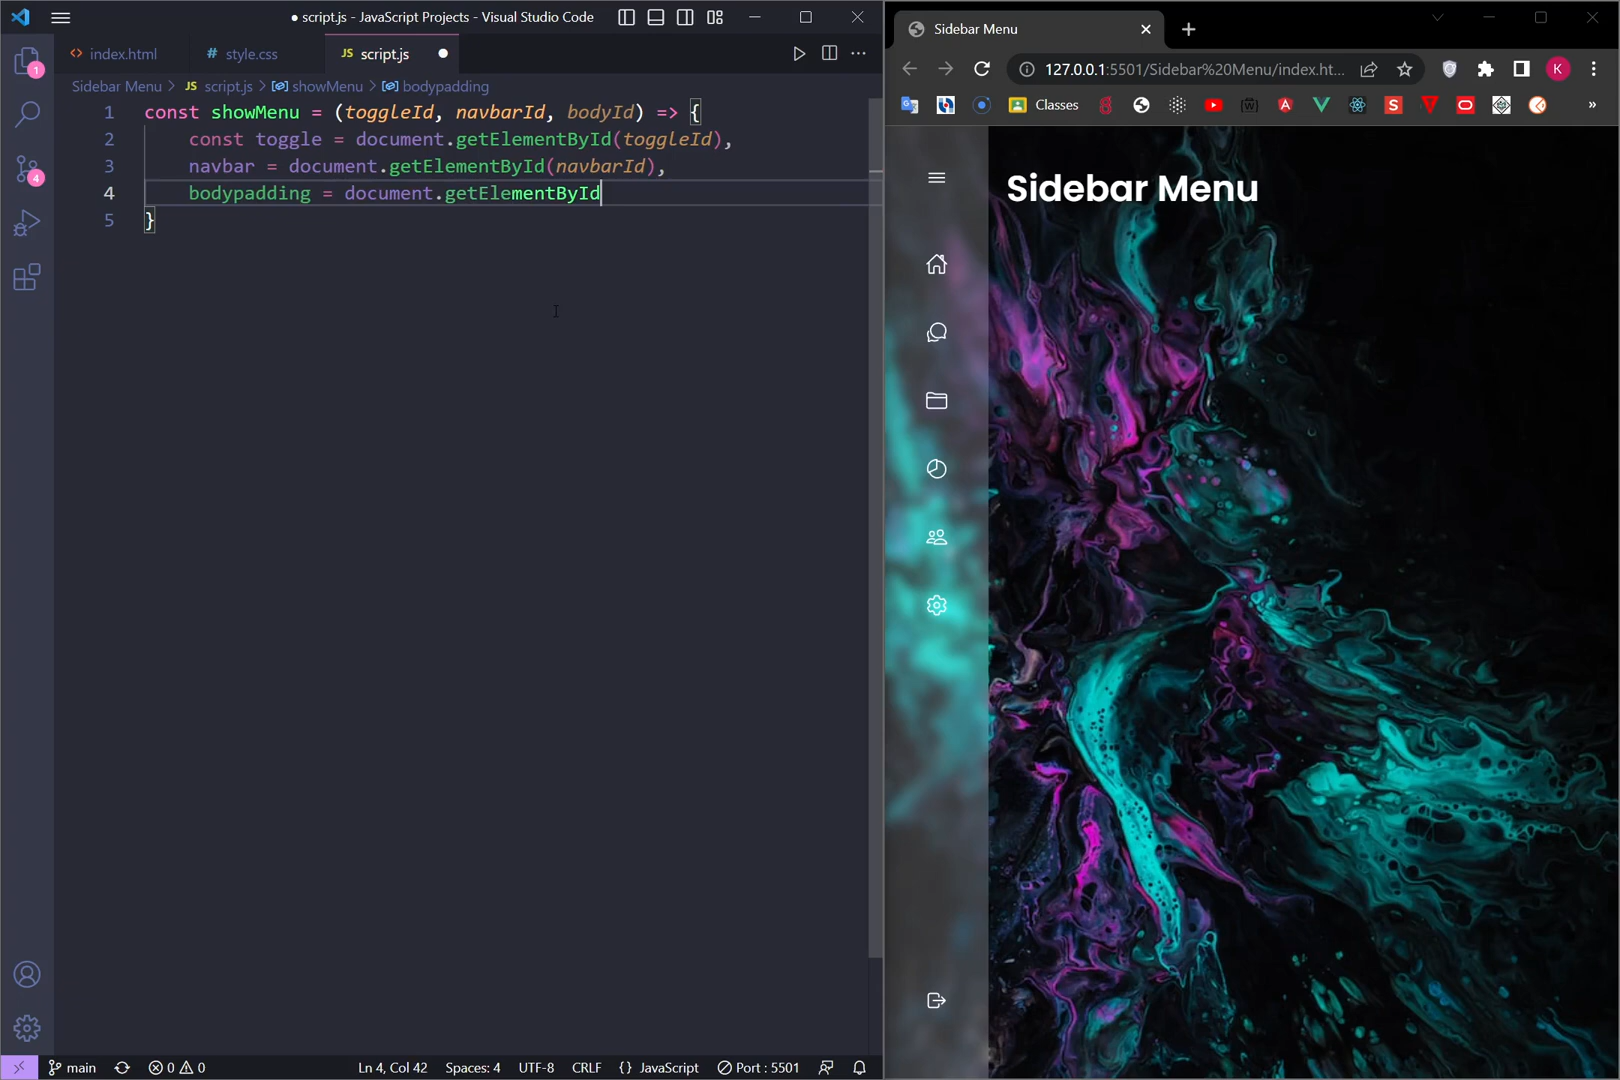 ● script.js - JavaScript Projects - Visual Studio Code
index.html
# style.css
JS script.js ●
Sidebar Menu > JS script.js > showMenu > bodypadding
1 const showMenu = (toggleId, navbarId, bodyId) => {
2 const toggle = document.getElementById(toggleId),
3 navbar = document.getElementById(navbarId),
4 bodypadding = document.getElementById
5 }
1
4
main
0 0
Ln 4, Col 42
Spaces: 4
UTF-8
CRLF
{} JavaScript
Port : 5501
Sidebar Menu
127.0.0.1:5501/Sidebar%20Menu/index.ht...
K
Classes
S
»
Sidebar Menu